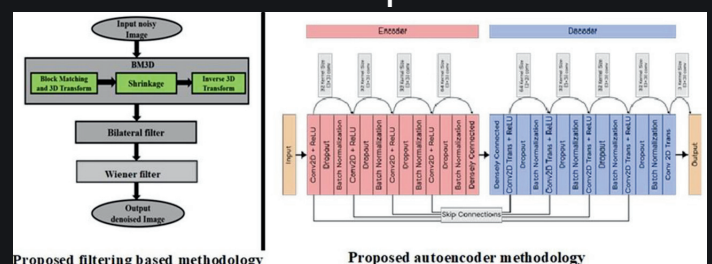 Input noisy
Image
BM3D
Block Matching
and 3D Transform
Shrinkage
Inverse 3D
Transform
Bilateral filter
Wiener filter
Output
denoised Image
Proposed filtering based methodology
Encoder
Decoder
Input
Conv2D + ReLU
Dropout
Batch Normalization
Conv2D + ReLU
Dropout
Batch Normalization
Conv2D + ReLU
Dropout
Batch Normalization
Conv2D + ReLU
Dropout
Batch Normalization
Densely Connected
Densely Connected
Conv2D Trans + ReLU
Dropout
Batch Normalization
Conv2D Trans + ReLU
Dropout
Batch Normalization
Conv2D Trans + ReLU
Dropout
Batch Normalization
Conv2D Trans + ReLU
Dropout
Batch Normalization
Conv 2D Trans
Output
Skip Connections
Proposed autoencoder methodology